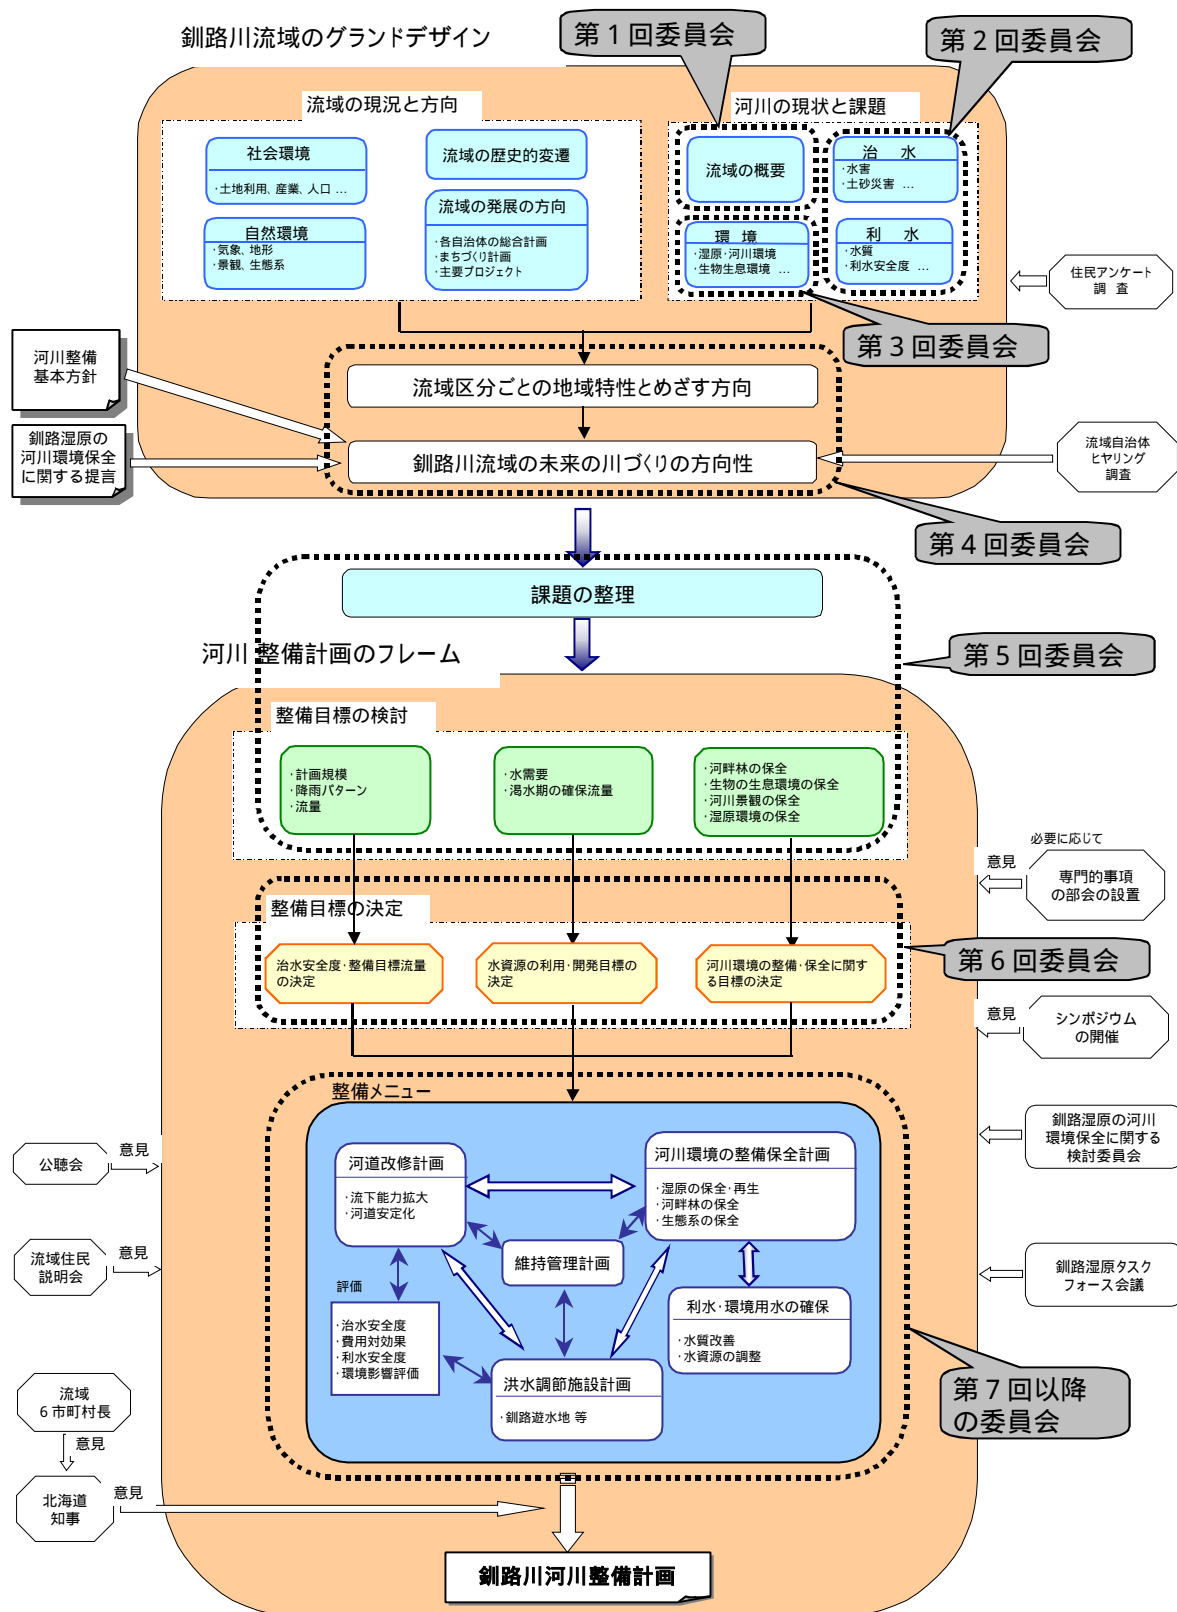 釧路川流域のグランドデザイン
第１回委員会
第２回委員会
流域の現況と方向
社会環境
・土地利用、産業、人口 …
流域の歴史的変遷
自然環境
・気象、地形
・景観、生態系
流域の発展の方向
・各自治体の総合計画
・まちづくり計画
・主要プロジェクト
河川の現状と課題
流域の概要
治 水
・水害
・土砂災害 …
環 境
・湿原・河川環境
・生物生息環境 …
利 水
・水質
・利水安全度 …
住民アンケート
調 査
第３回委員会
河川整備
基本方針
流域区分ごとの地域特性とめざす方向
釧路湿原の
河川環境保全
に関する提言
釧路川流域の未来の川づくりの方向性
流域自治体
ヒヤリング
調査
第４回委員会
課題の整理
第５回委員会
河川 整備計画のフレーム
整備目標の検討
・計画規模
・降雨パターン
・流量
・水需要
・渇水期の確保流量
・河畔林の保全
・生物の生息環境の保全
・河川景観の保全
・湿原環境の保全
必要に応じて
意見
専門的事項
の部会の設置
整備目標の決定
治水安全度・整備目標流量
の決定
水資源の利用・開発目標の
決定
河川環境の整備・保全に関す
る目標の決定
第６回委員会
意見
シンポジウム
の開催
整備メニュー
河道改修計画
・流下能力拡大
・河道安定化
河川環境の整備保全計画
・湿原の保全・再生
・河畔林の保全
・生態系の保全
維持管理計画
評価
・治水安全度
・費用対効果
・利水安全度
・環境影響評価
利水・環境用水の確保
・水質改善
・水資源の調整
洪水調節施設計画
・釧路遊水地 等
釧路湿原の河川
環境保全に関する
検討委員会
釧路湿原タスク
フォース会議
第７回以降
の委員会
公聴会
意見
流域住民
説明会
意見
流域
６市町村長
意見
北海道
知事
意見
釧路川河川整備計画